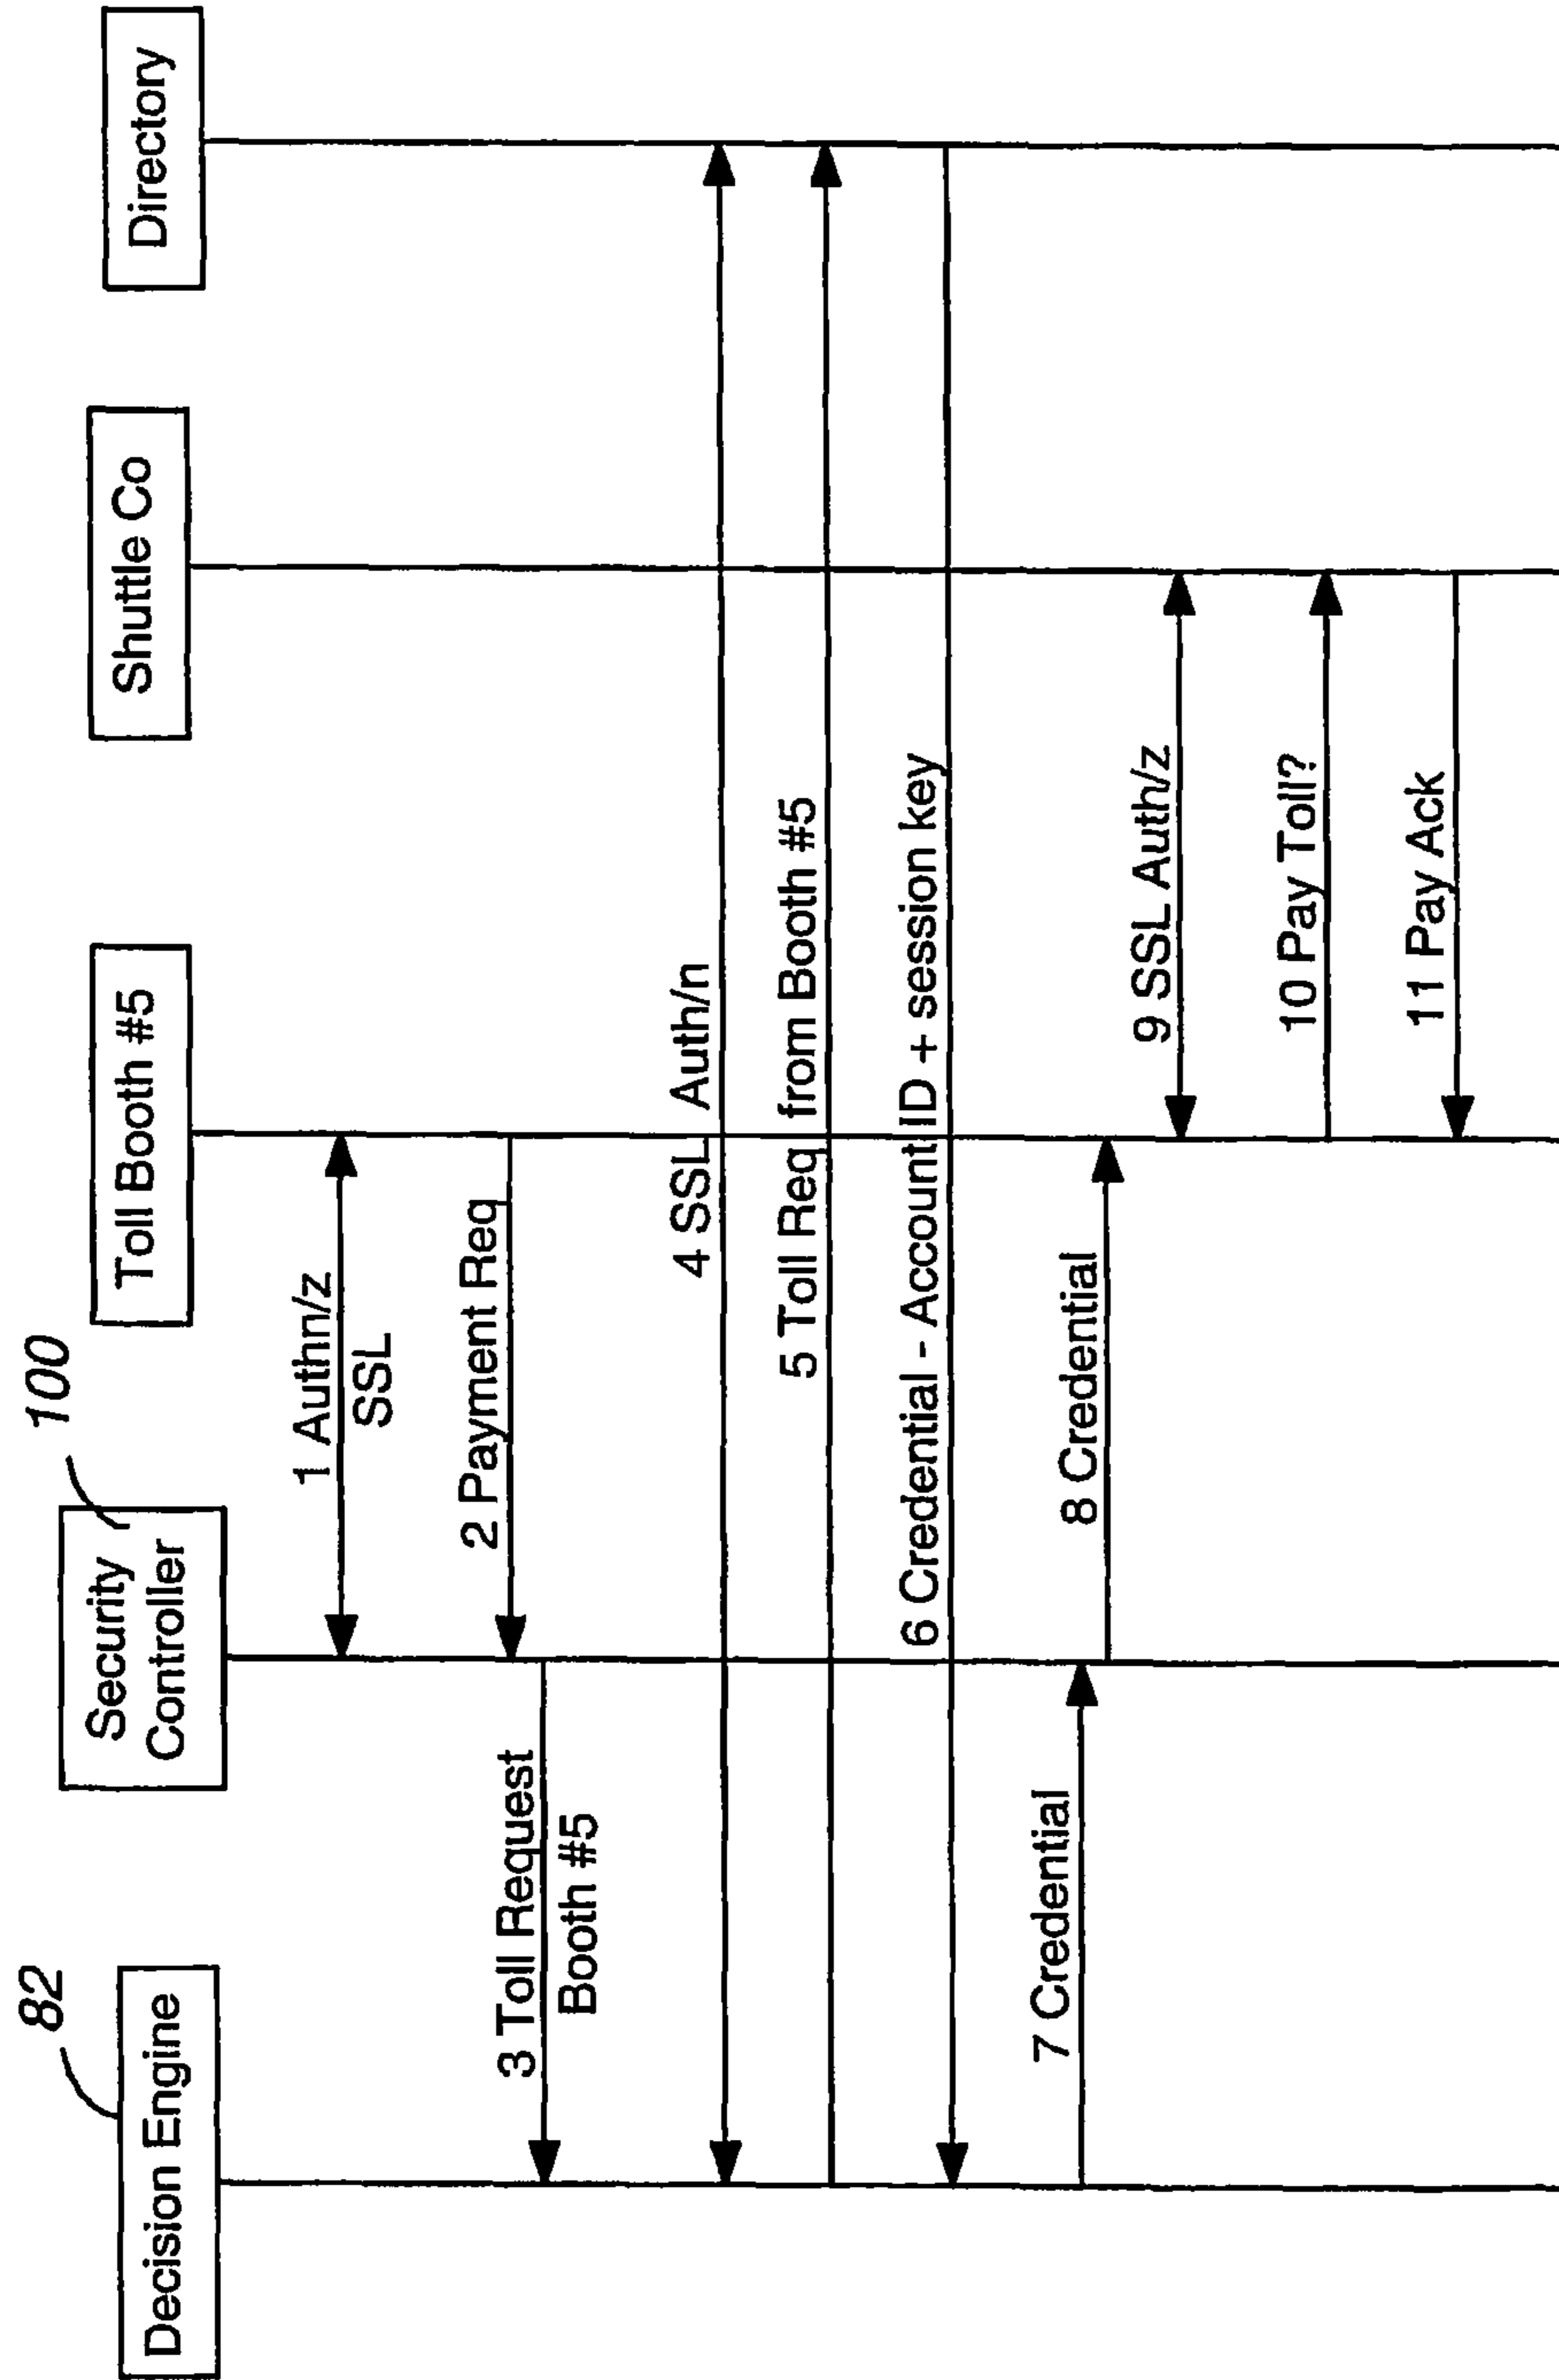 82
100
Decision Engine
Security
Controller
Toll Booth #5
Shuttle Co
Directory
1 Authn/z
SSL
2 Payment Req
3 Toll Request
Booth #5
4 SSL Auth/n
5 Toll Req from Booth #5
6 Credential - Account ID + session key
7 Credential
8 Credential
9 SSL Auth/z
10 Pay Toll?
11 Pay Ack